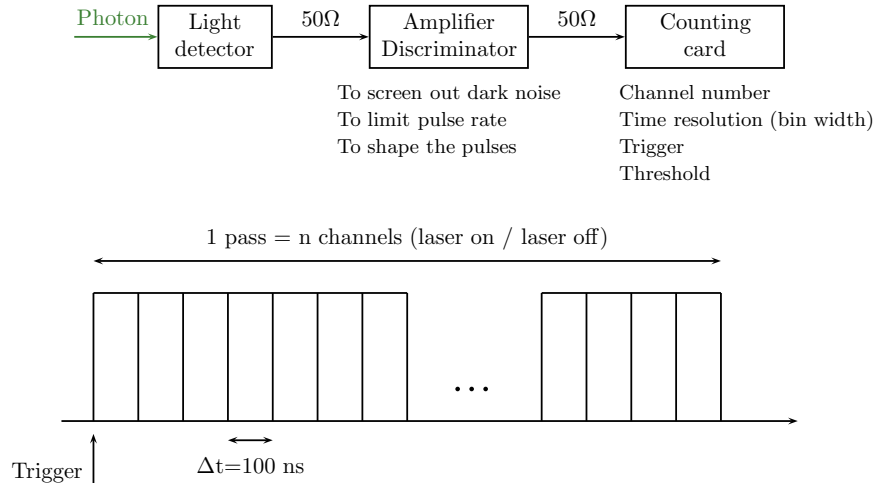 Photon
Light
detector
50Ω
Amplifier
Discriminator
50Ω
Counting
card
To screen out dark noise
To limit pulse rate
To shape the pulses
Channel number
Time resolution (bin width)
Trigger
Threshold
1 pass = n channels (laser on / laser off)
...
Trigger
Δt=100 ns